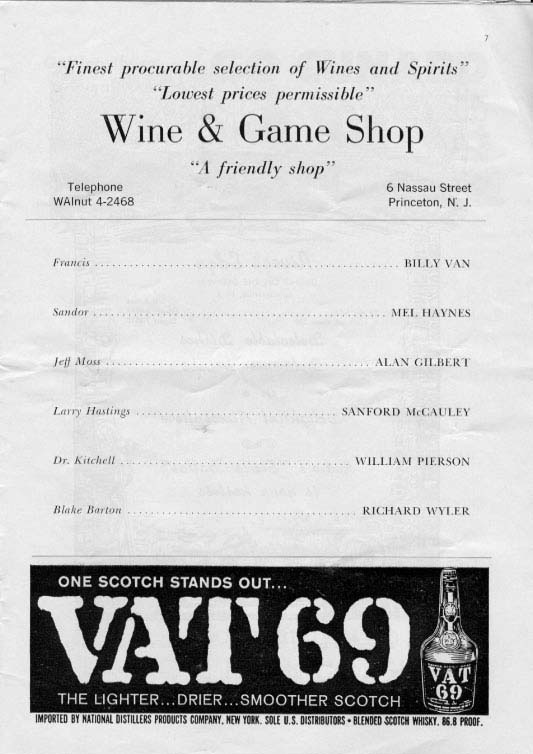 7
“Finest procurable selection of Wines and Spirits”
“Lowest prices permissible”
Wine & Game Shop
“A friendly shop”
Telephone 6 Nassau Street
WAlnut 4-2468 Princeton, N. J.
Francis ........................................ BILLY VAN
Sandor ........................................ MEL HAYNES
Jeff Moss ........................................ ALAN GILBERT
Larry Hastings ........................................ SANFORD McCAULEY
Dr. Kitchell ........................................ WILLIAM PIERSON
Blake Barton ........................................ RICHARD WYLER
ONE SCOTCH STANDS OUT...
VAT 69
VAT
69
THE LIGHTER...DRIER...SMOOTHER SCOTCH
IMPORTED BY NATIONAL DISTILLERS PRODUCTS COMPANY, NEW YORK. SOLE U.S. DISTRIBUTORS • BLENDED SCOTCH WHISKY. 86.8 PROOF.